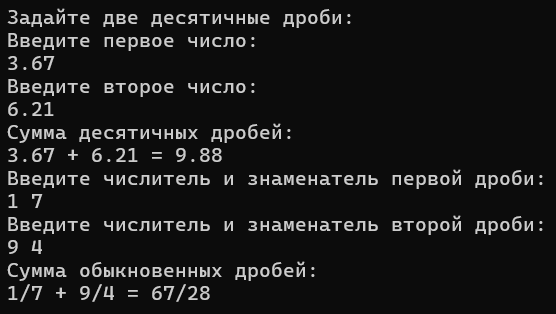 Задайте две десятичные дроби:
Введите первое число:
3.67
Введите второе число:
6.21
Сумма десятичных дробей:
3.67 + 6.21 = 9.88
Введите числитель и знаменатель первой дроби:
1 7
Введите числитель и знаменатель второй дроби:
9 4
Сумма обыкновенных дробей:
1/7 + 9/4 = 67/28